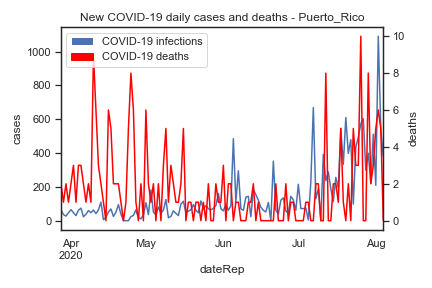 New COVID-19 daily cases and deaths - Puerto_Rico
COVID-19 infections
COVID-19 deaths
1000
800
600
400
200
0
cases
10
8
6
4
2
0
deaths
Apr
2020
May
Jun
Jul
Aug
dateRep